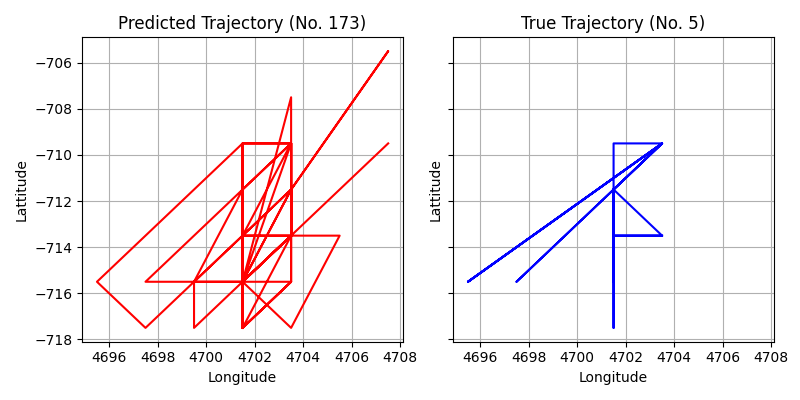 Predicted Trajectory (No. 173)
True Trajectory (No. 5)
Lattitude
−706
−708
−710
−712
−714
−716
−718
4696 4698 4700 4702 4704 4706 4708
Longitude
Lattitude
4696 4698 4700 4702 4704 4706 4708
Longitude